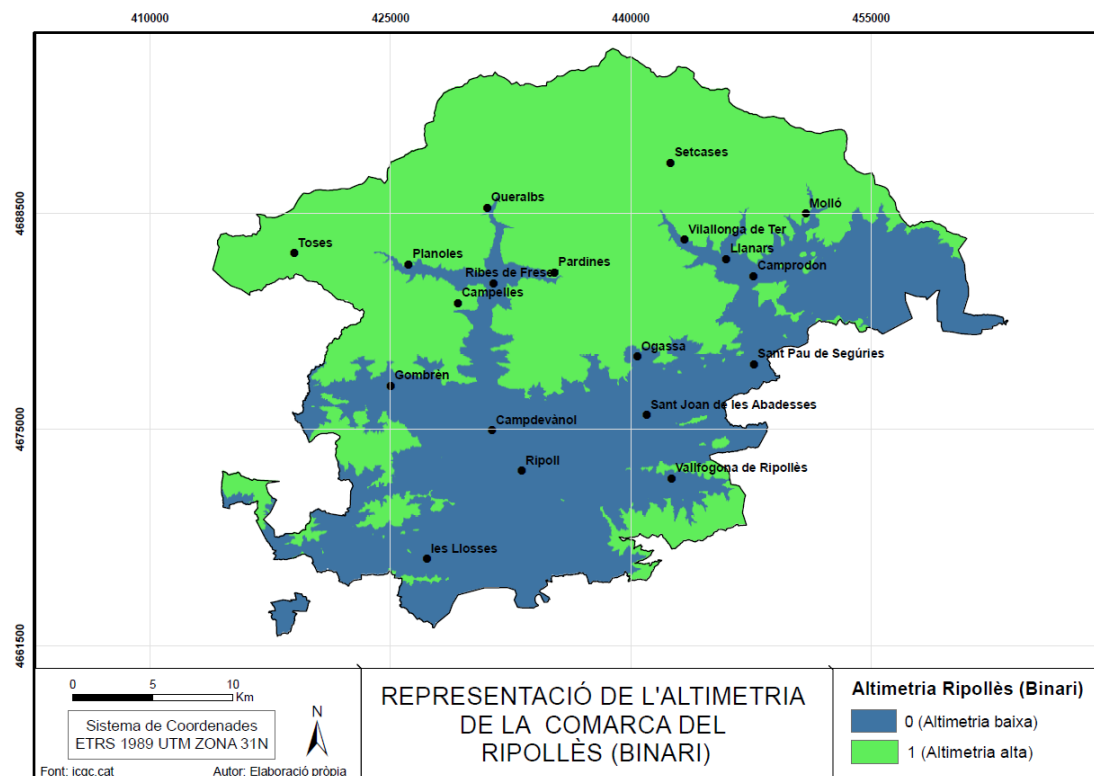 410000
425000
440000
455000
4688500
4675000
4661500
Setcases
Queralbs
Molló
Toses
Vilallonga de Ter
Planoles
Llanars
Ribes de Freser
Pardines
Camprodon
Campelles
Ogassa
Sant Pau de Segúries
Gombrèn
Sant Joan de les Abadesses
Campdevànol
Ripoll
Vallfogona de Ripollès
les Llosses
0 5 10
Km
Sistema de Coordenades
ETRS 1989 UTM ZONA 31N
N
Font: icgc.cat
Autor: Elaboració pròpia
REPRESENTACIÓ DE L'ALTIMETRIA
DE LA COMARCA DEL
RIPOLLÈS (BINARI)
Altimetria Ripollès (Binari)
0 (Altimetria baixa)
1 (Altimetria alta)